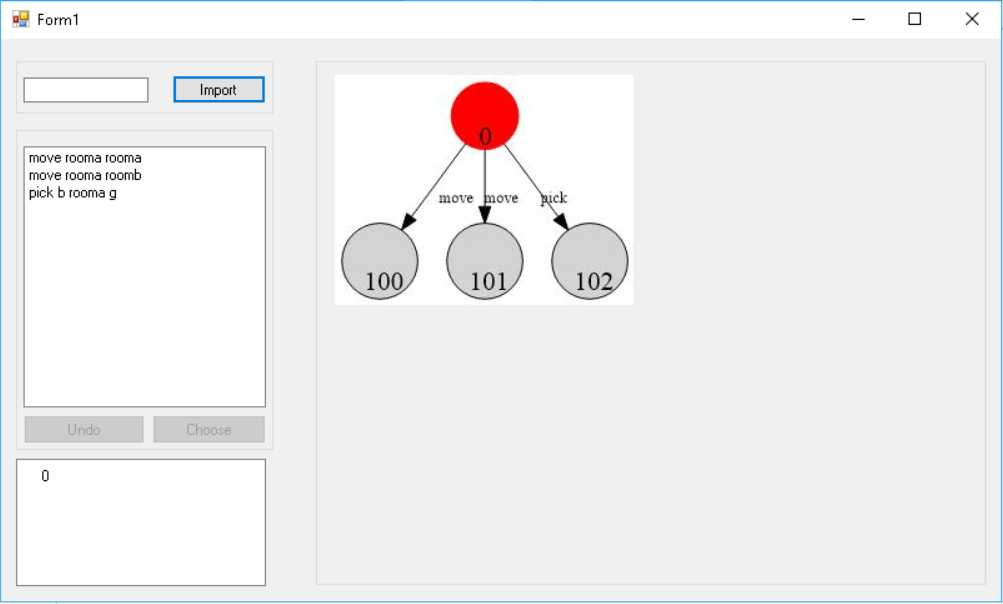 Form1
Import
move rooma rooma
move rooma roomb
pick b rooma g
Undo Choose
0
0
move move pick
100 101 102